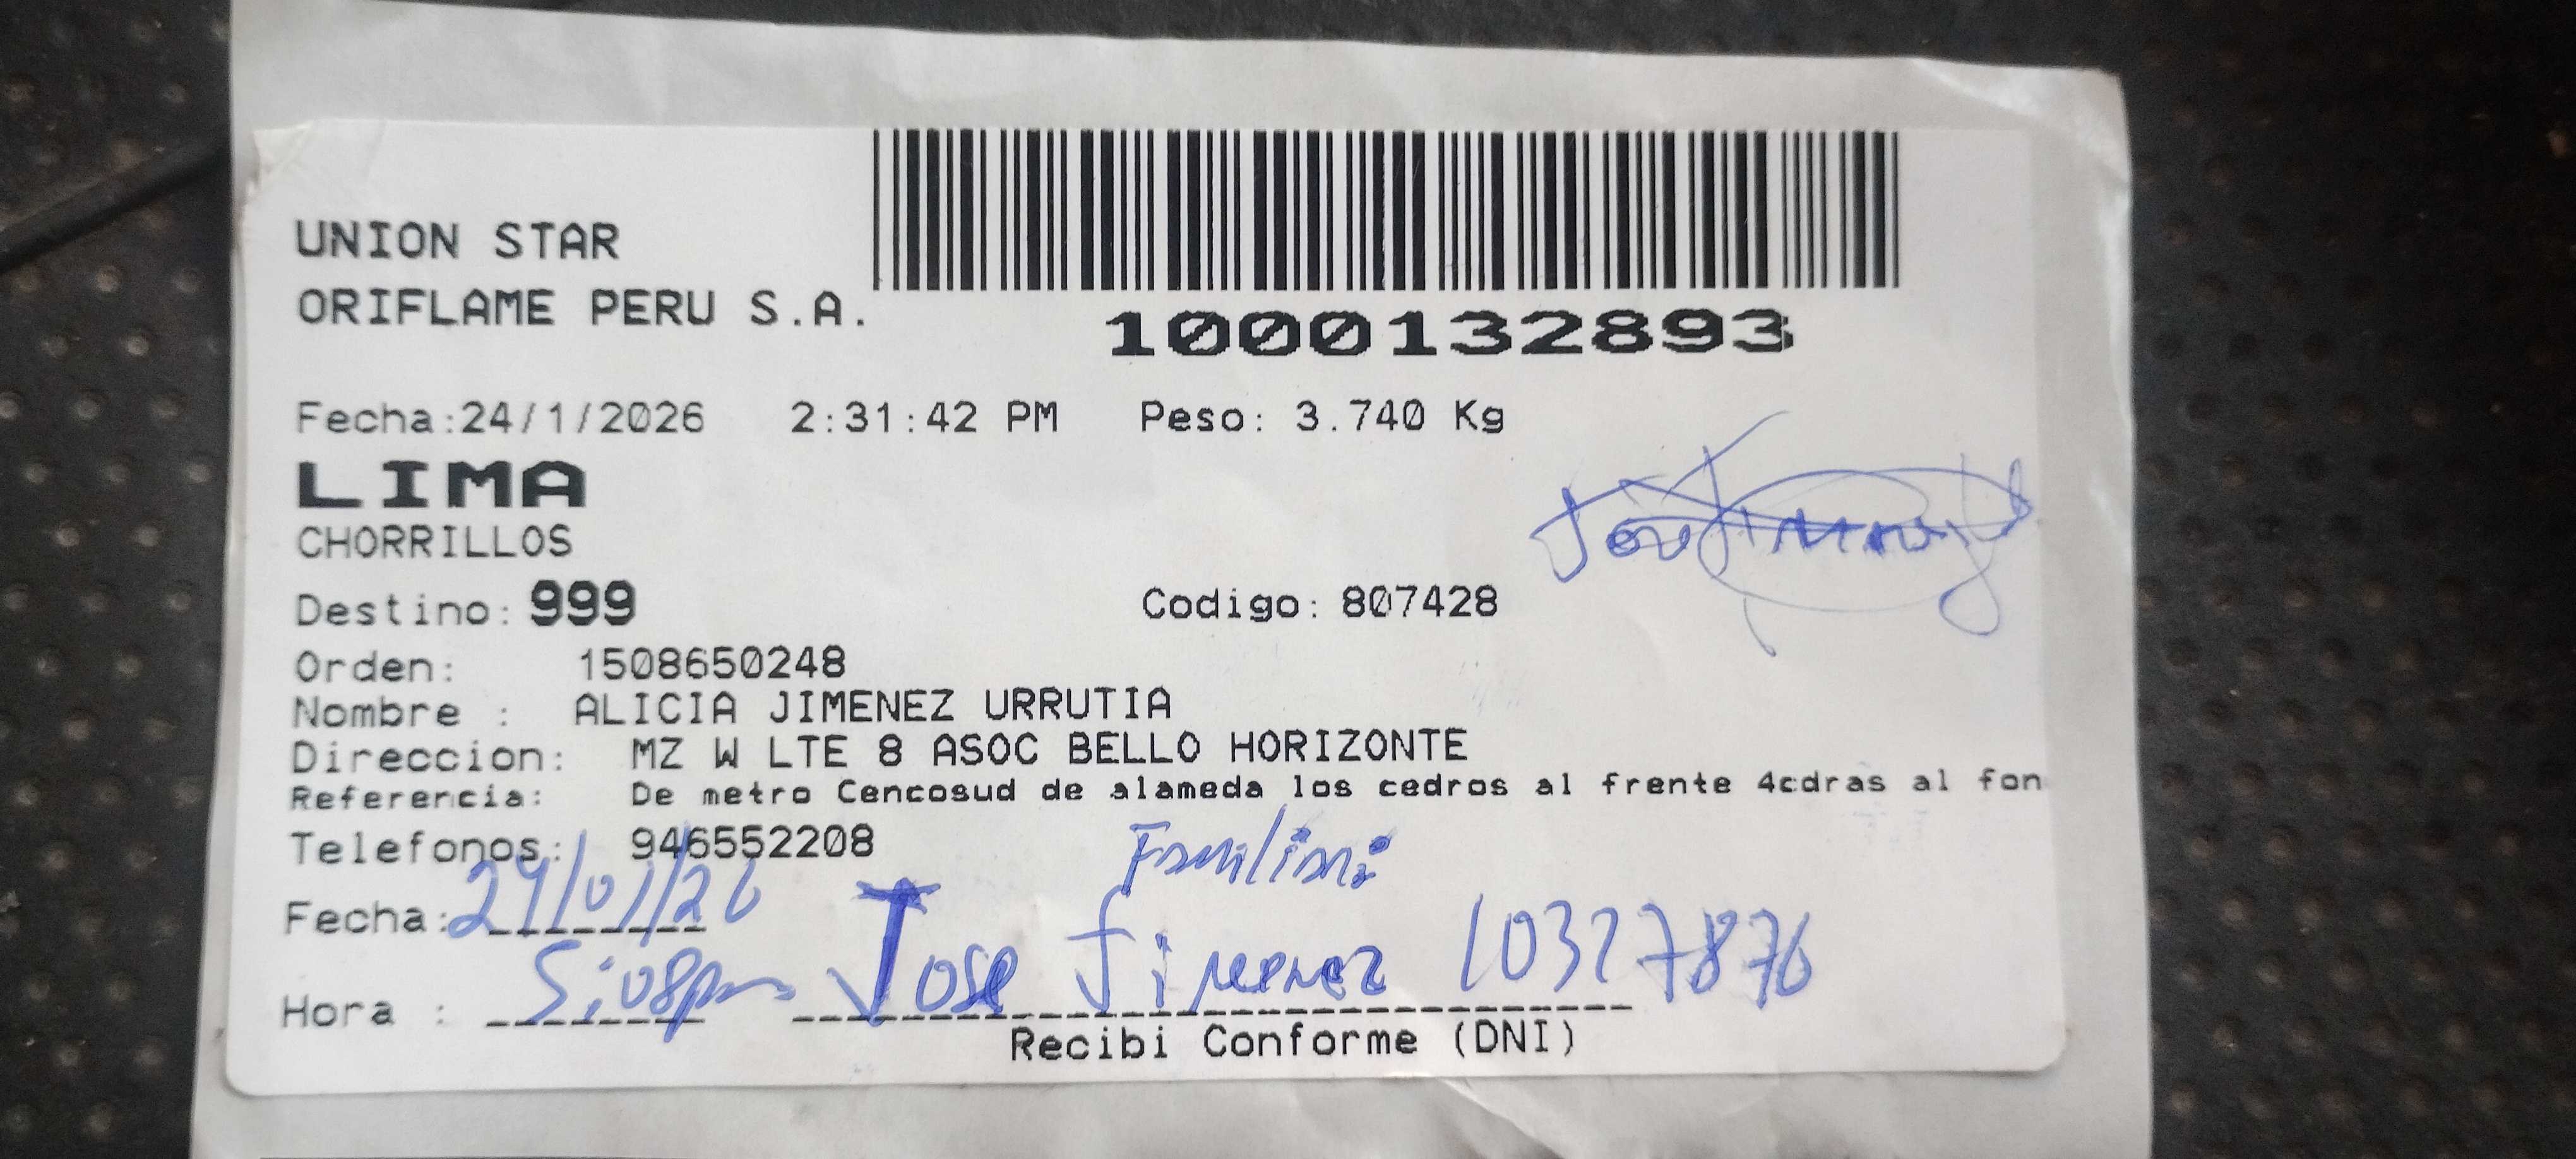 UNION STAR
ORIFLAME PERU S.A.
1000132893
Fecha:24/1/2026 2:31:42 PM Peso: 3.740 Kg
LIMA
CHORRILLOS
Destino: 999 Codigo: 807428
Orden: 1508650248
Nombre : ALICIA JIMENEZ URRUTIA
Direccion: MZ W LTE 8 ASOC BELLO HORIZONTE
Referencia: De metro Cencosud de alameda los cedros al frente 4cdras al fon
Telefonos: 946552208
Fecha: 29/01/26
Hora : 5:08pm Jose Jimenez 10327876
Recibi Conforme (DNI)